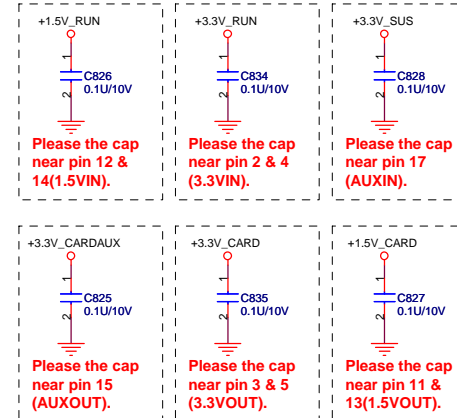 +1.5V_RUN
1
C826
0.1U/10V
2
Please the cap
near pin 12 &
14(1.5VIN).
+3.3V_RUN
1
C834
0.1U/10V
2
Please the cap
near pin 2 & 4
(3.3VIN).
+3.3V_SUS
1
C828
0.1U/10V
2
Please the cap
near pin 17
(AUXIN).
+3.3V_CARDAUX
1
C825
0.1U/10V
2
Please the cap
near pin 15
(AUXOUT).
+3.3V_CARD
1
C835
0.1U/10V
2
Please the cap
near pin 3 & 5
(3.3VOUT).
+1.5V_CARD
1
C827
0.1U/10V
2
Please the cap
near pin 11 &
13(1.5VOUT).